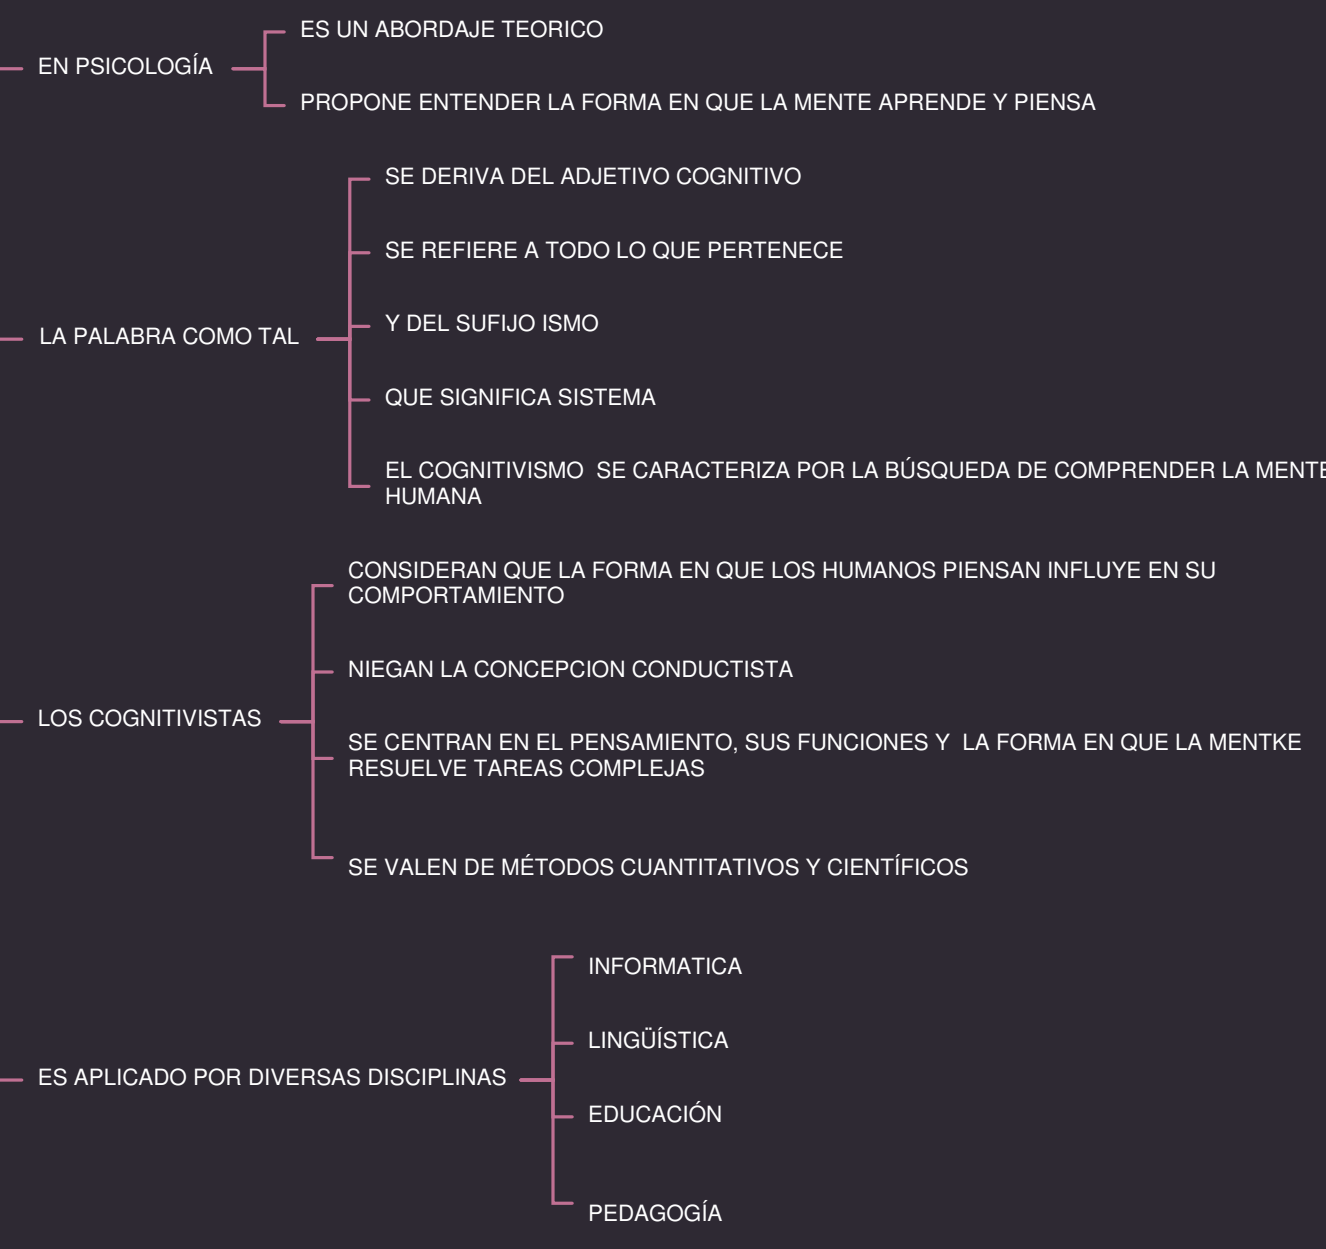 ES UN ABORDAJE TEORICO
EN PSICOLOGÍA
PROPONE ENTENDER LA FORMA EN QUE LA MENTE APRENDE Y PIENSA
SE DERIVA DEL ADJETIVO COGNITIVO
SE REFIERE A TODO LO QUE PERTENECE
Y DEL SUFIJO ISMO
LA PALABRA COMO TAL
QUE SIGNIFICA SISTEMA
EL COGNITIVISMO  SE CARACTERIZA POR LA BÚSQUEDA DE COMPRENDER LA MENTE
HUMANA
CONSIDERAN QUE LA FORMA EN QUE LOS HUMANOS PIENSAN INFLUYE EN SU
COMPORTAMIENTO
NIEGAN LA CONCEPCION CONDUCTISTA
LOS COGNITIVISTAS
SE CENTRAN EN EL PENSAMIENTO, SUS FUNCIONES Y  LA FORMA EN QUE LA MENTKE
RESUELVE TAREAS COMPLEJAS
SE VALEN DE MÉTODOS CUANTITATIVOS Y CIENTÍFICOS
INFORMATICA
LINGÜÍSTICA
ES APLICADO POR DIVERSAS DISCIPLINAS
EDUCACIÓN
PEDAGOGÍA